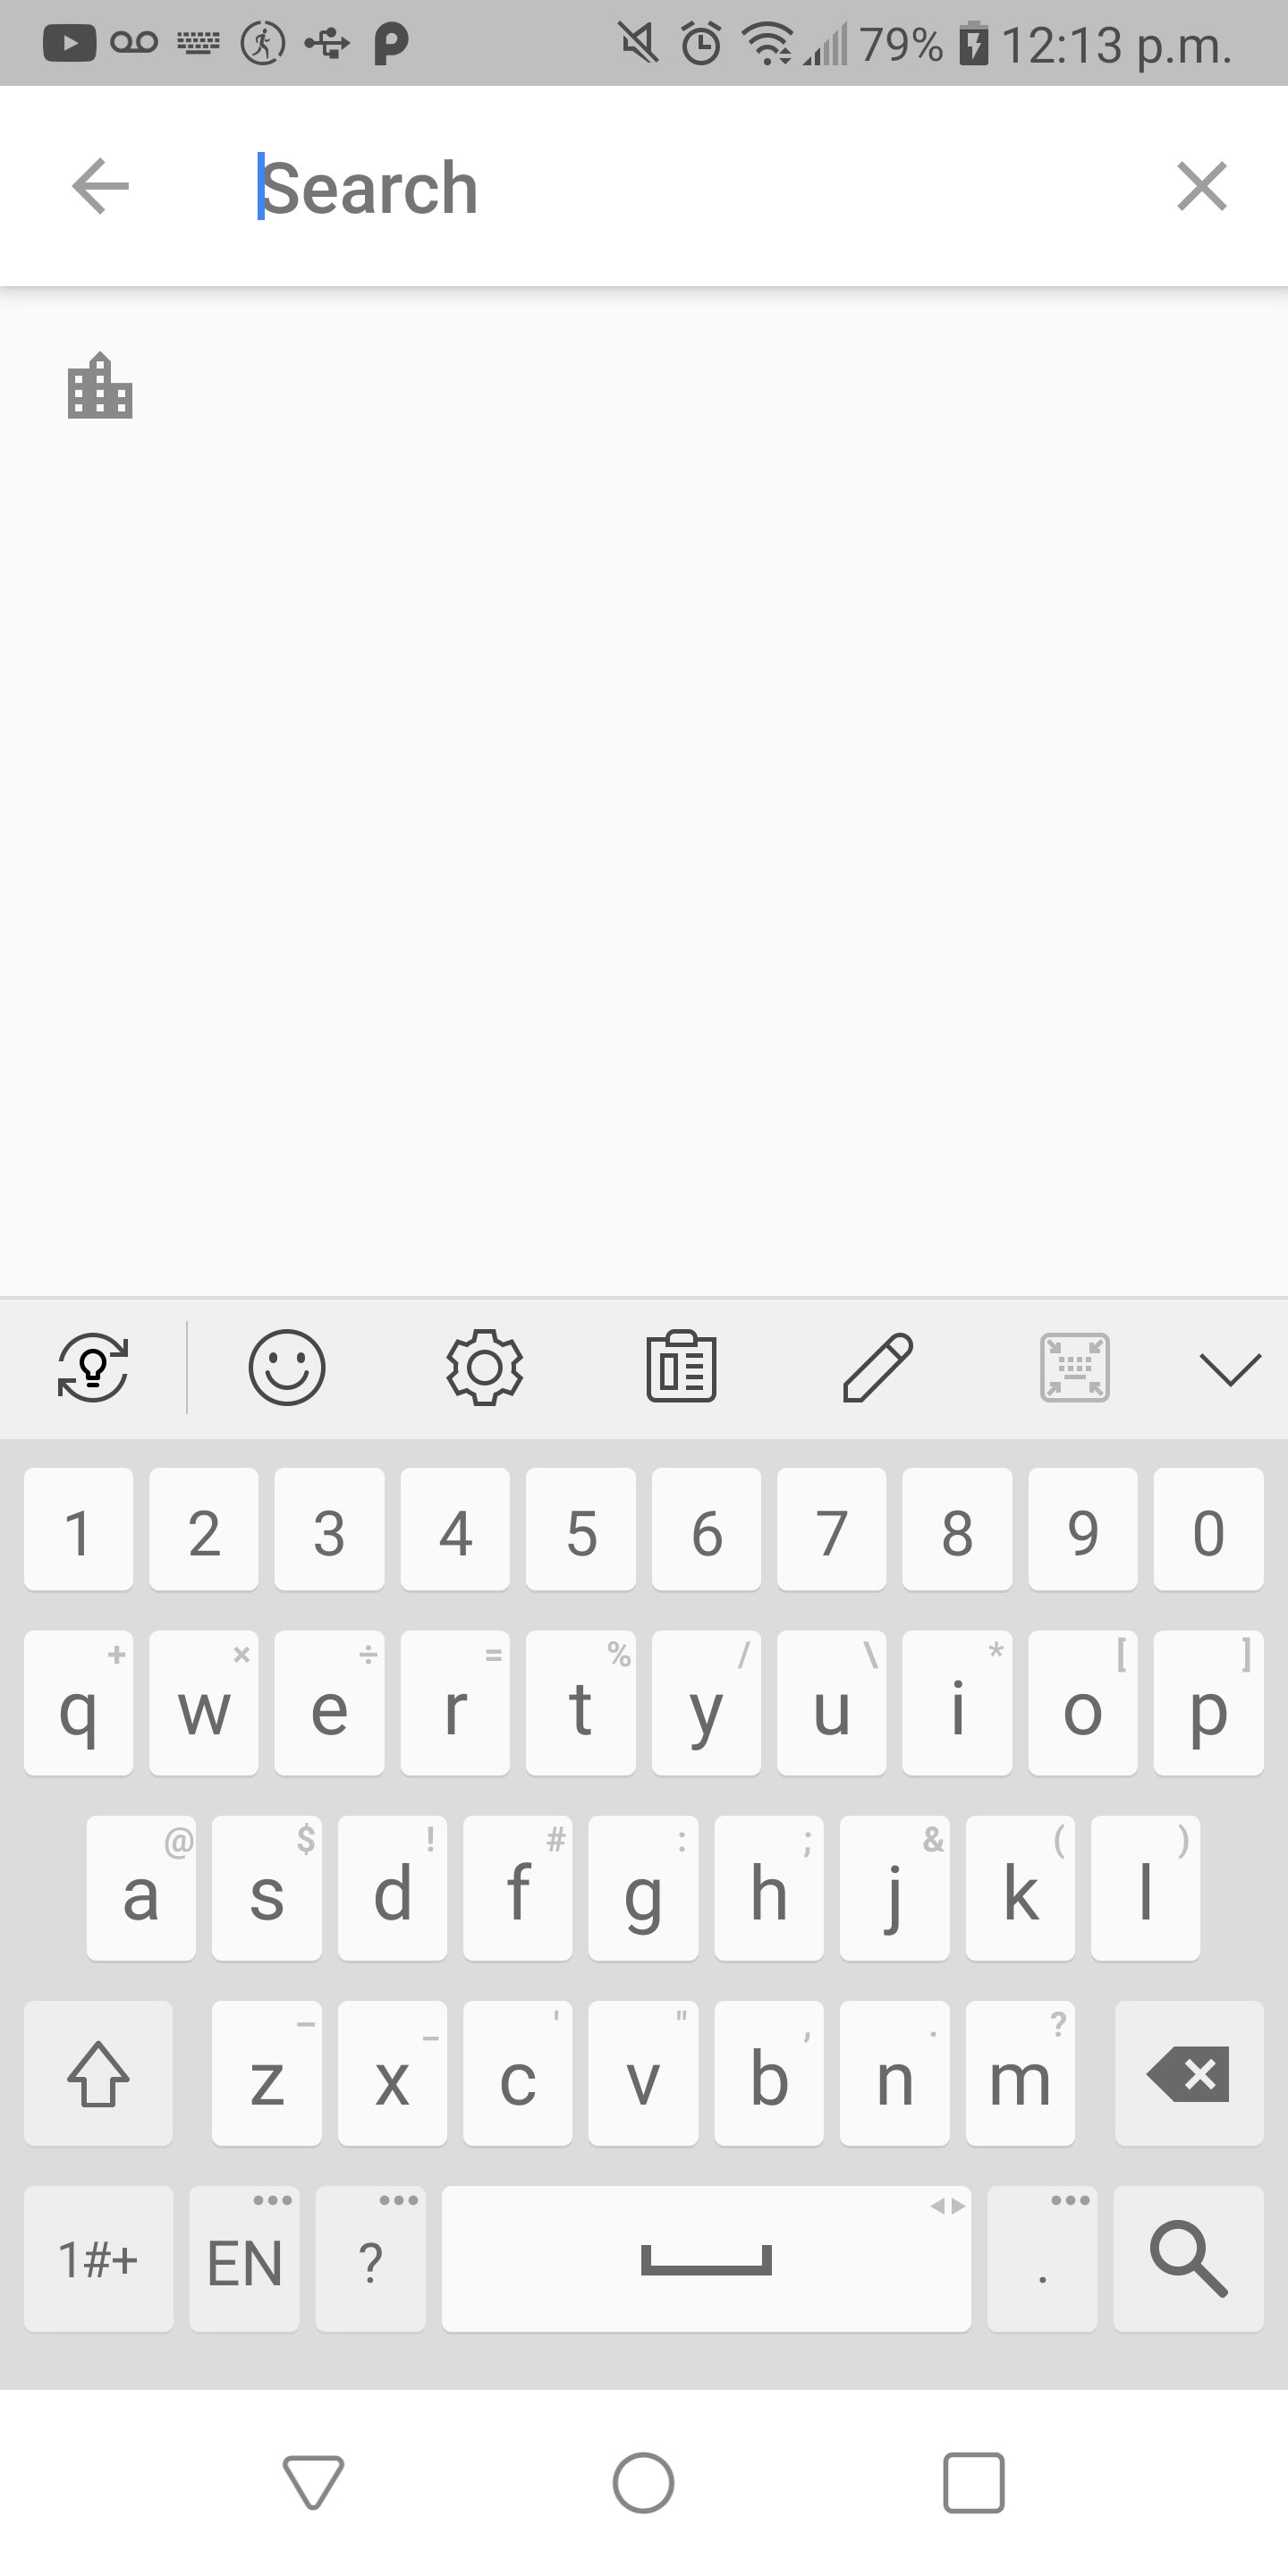 79% 12:13 p.m.
Search
1 2 3 4 5 6 7 8 9 0
+ × ÷ = % / \ * [ ]
q w e r t y u i o p
@ $ ! # : ; & ( )
a s d f g h j k l
– _ ' " , . ?
z x c v b n m
1#+ EN ? .